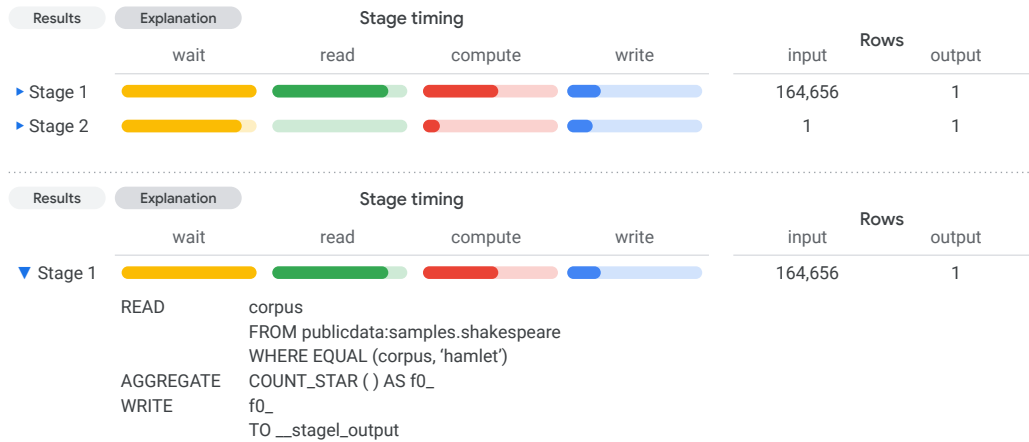 Results Explanation Stage timing
Rows
wait read compute write input output
Stage 1 164,656 1
Stage 2 1 1
Results Explanation Stage timing
Rows
wait read compute write input output
Stage 1 164,656 1
READ corpus
FROM publicdata:samples.shakespeare
WHERE EQUAL (corpus, ‘hamlet’)
AGGREGATE COUNT_STAR ( ) AS f0_
WRITE f0_
TO __stagel_output